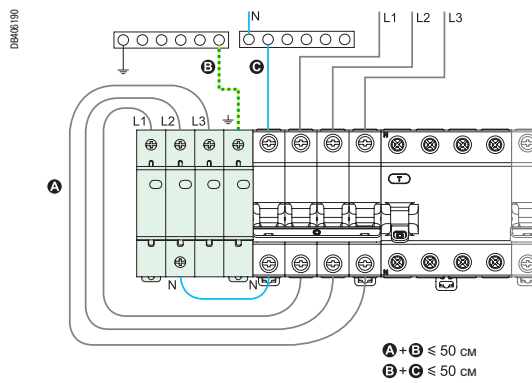 DB406190
N
L1 L2 L3
B C
L1 L2 L3
N N
A
T
N N
N N
A + B ⩽ 50 см
B + C ⩽ 50 см